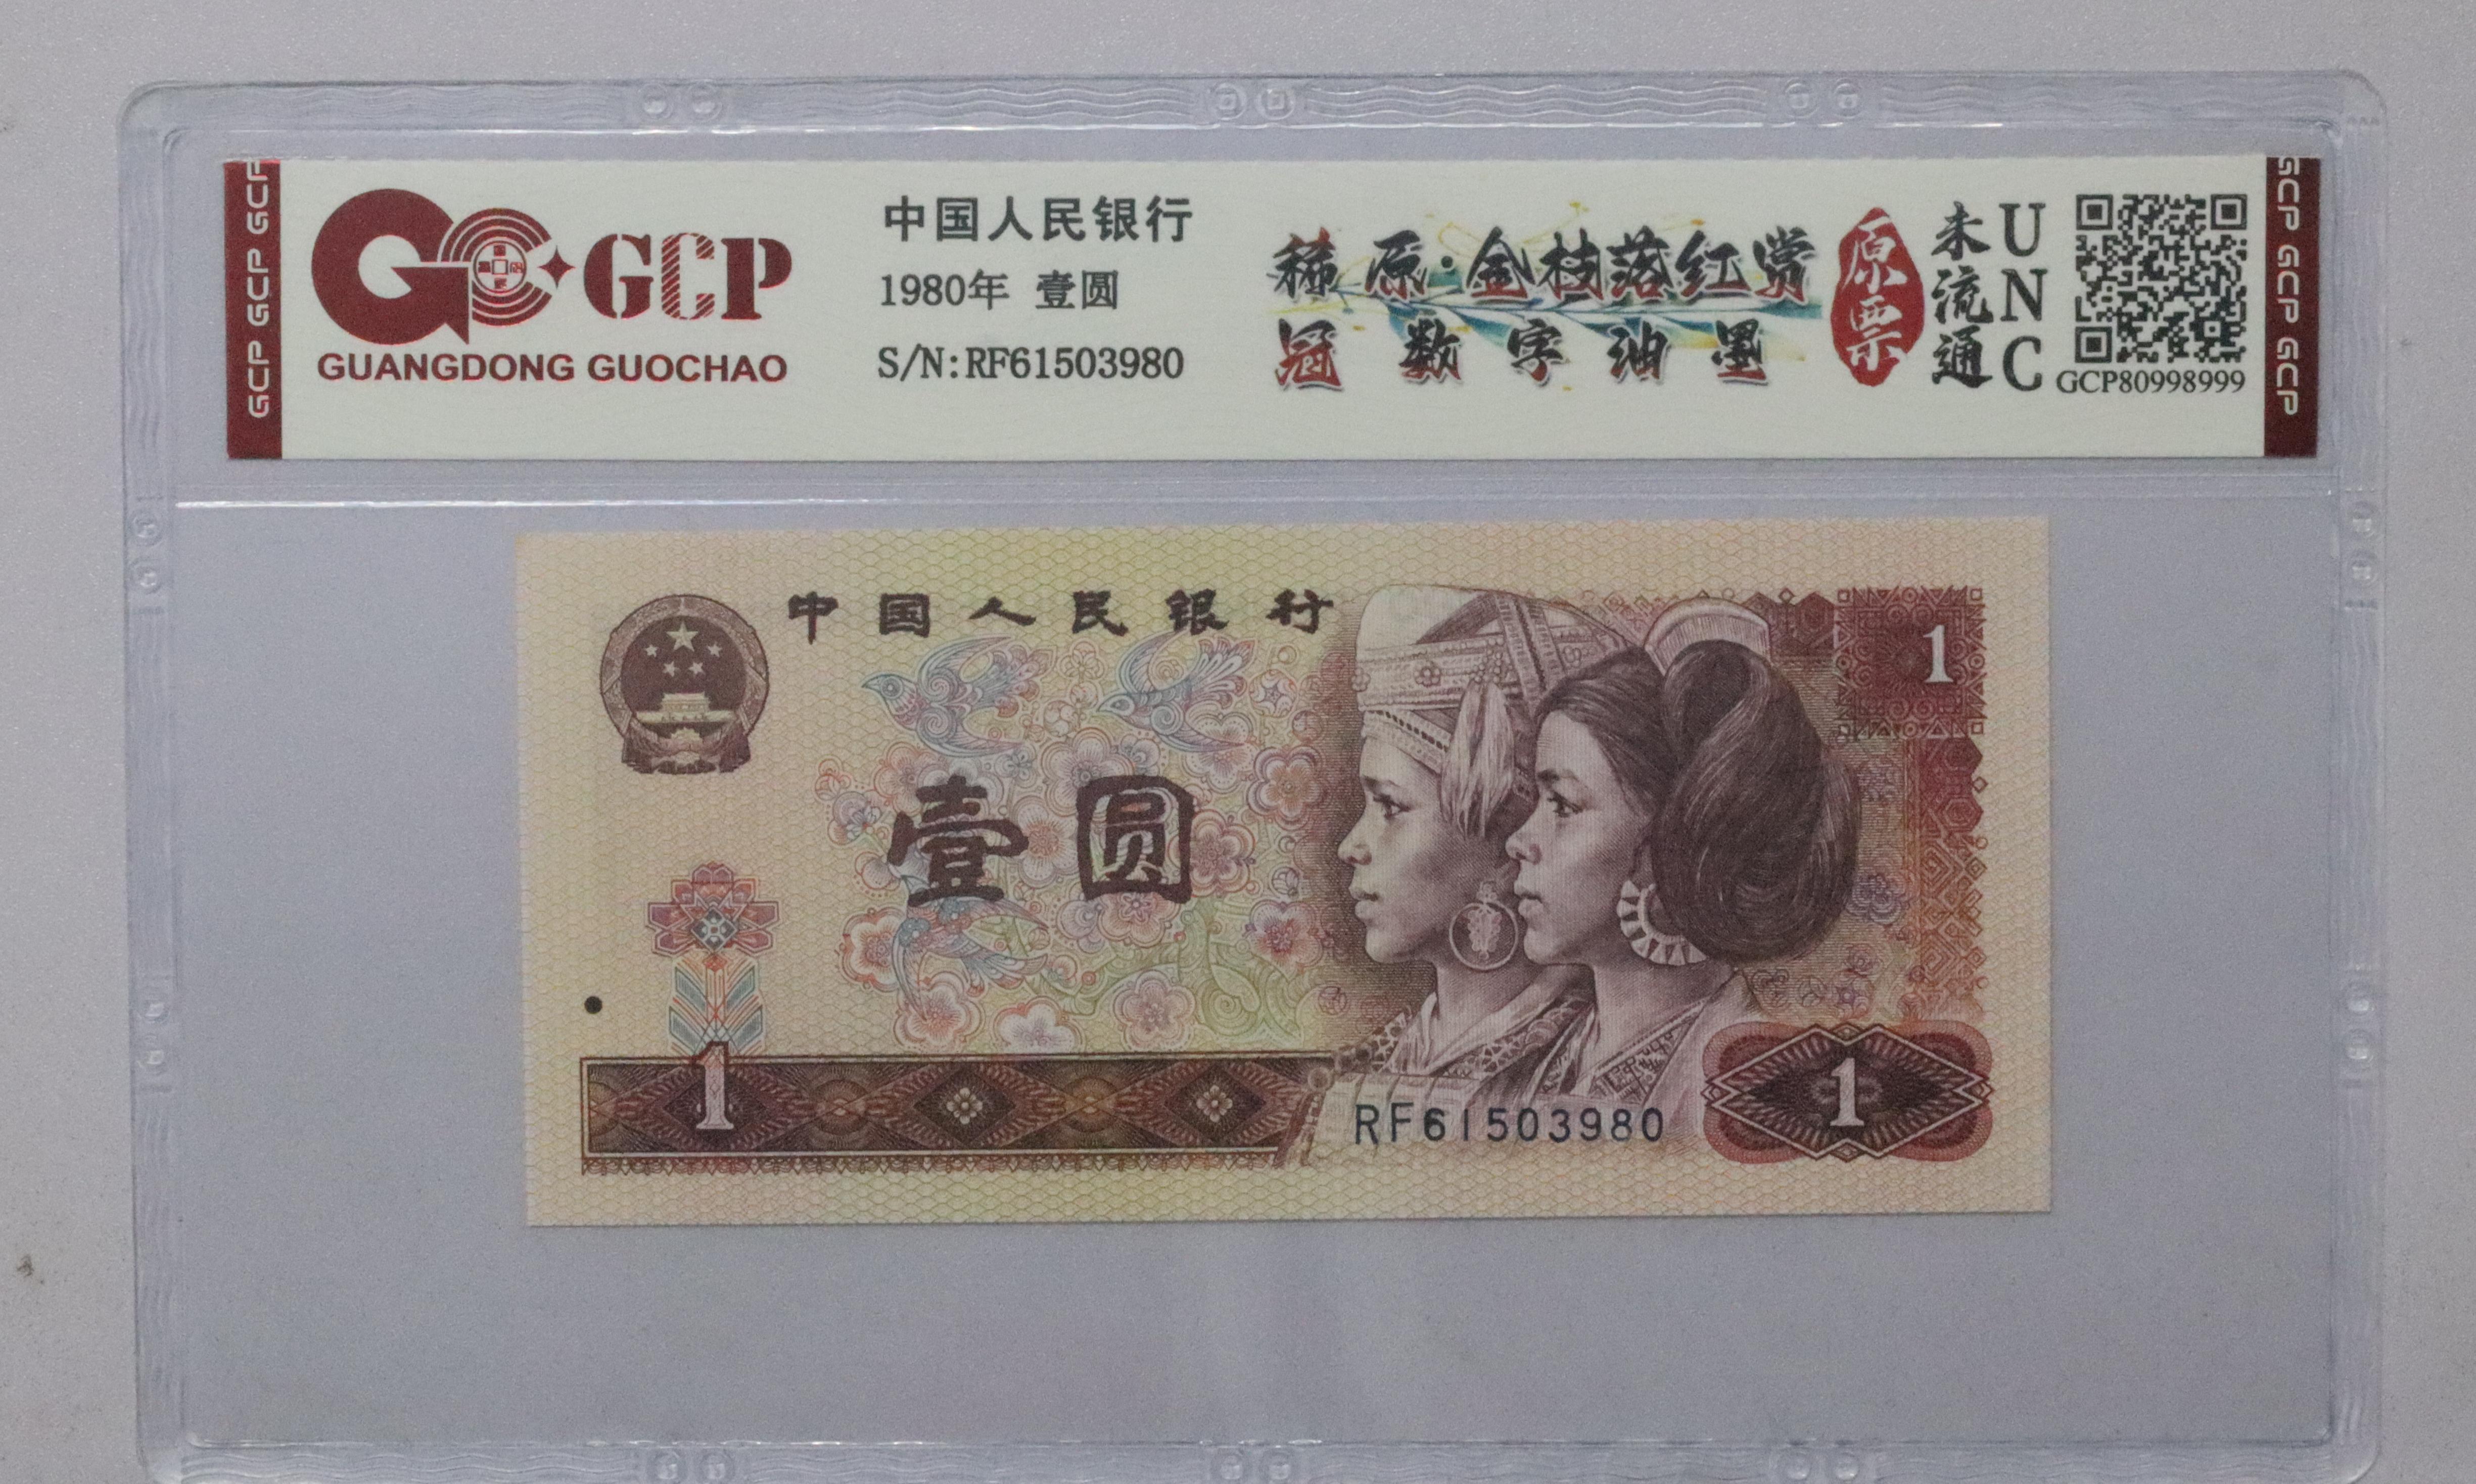 GCP GCP GCP
GCP
GUANGDONG GUOCHAO
中国人民银行
1980年 壹圆
S/N:RF61503980
稀原·金枝落红赏
冠数字油墨
原票
未流通
UNC
GCP80998999
GCP GCP GCP
中国人民银行
1
壹圆
1
RF61503980
1